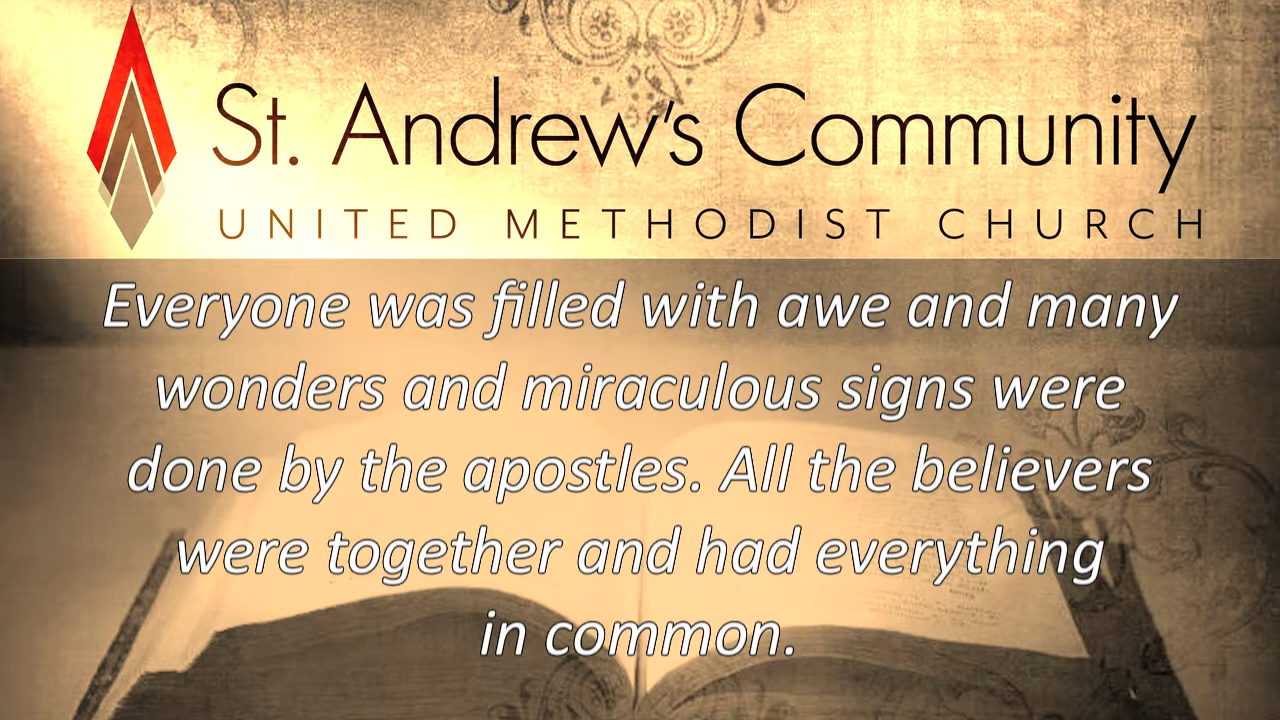 St. Andrew's Community
UNITED METHODIST CHURCH
Everyone was filled with awe and many
wonders and miraculous signs were
done by the apostles. All the believers
were together and had everything
in common.